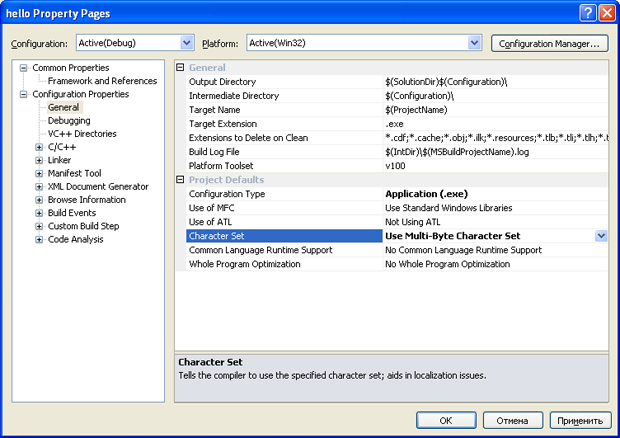 hello Property Pages
Configuration: Active(Debug) Platform: Active(Win32) Configuration Manager...
Common Properties
Framework and References
Configuration Properties
General
Debugging
VC++ Directories
C/C++
Linker
Manifest Tool
XML Document Generator
Browse Information
Build Events
Custom Build Step
Code Analysis
General
Output Directory $(SolutionDir)$(Configuration)\
Intermediate Directory $(Configuration)\
Target Name $(ProjectName)
Target Extension .exe
Extensions to Delete on Clean *.cdf;*.cache;*.obj;*.ilk;*.resources;*.tlb;*.tli;*.tlh;*.t
Build Log File $(IntDir)\$(MSBuildProjectName).log
Platform Toolset v100
Project Defaults
Configuration Type Application (.exe)
Use of MFC Use Standard Windows Libraries
Use of ATL Not Using ATL
Character Set Use Multi-Byte Character Set
Common Language Runtime Support No Common Language Runtime Support
Whole Program Optimization No Whole Program Optimization
Character Set
Tells the compiler to use the specified character set; aids in localization issues.
OK Отмена Применить